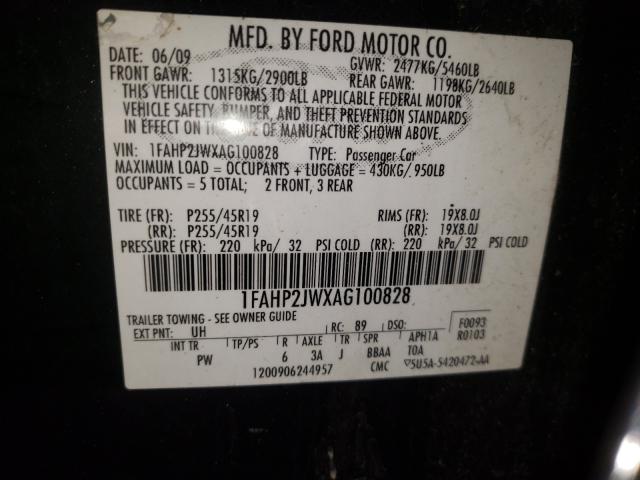 MFD. BY FORD MOTOR CO.
DATE: 06/09 GVWR: 2477KG/5460LB
FRONT GAWR: 1315KG/2900LB REAR GAWR: 1198KG/2640LB
THIS VEHICLE CONFORMS TO ALL APPLICABLE FEDERAL MOTOR
VEHICLE SAFETY, BUMPER, AND THEFT PREVENTION STANDARDS
IN EFFECT ON THE DATE OF MANUFACTURE SHOWN ABOVE.
VIN: 1FAHP2JWXAG100828 TYPE: Passenger Car
MAXIMUM LOAD = OCCUPANTS + LUGGAGE = 430KG/ 950LB
OCCUPANTS = 5 TOTAL; 2 FRONT, 3 REAR
TIRE (FR): P255/45R19 RIMS (FR): 19X8.0J
(RR): P255/45R19 (RR): 19X8.0J
PRESSURE (FR): 220 kPa/ 32 PSI COLD (RR): 220 kPa/ 32 PSI COLD
1FAHP2JWXAG100828
TRAILER TOWING - SEE OWNER GUIDE
EXT PNT: UH RC: 89 DSO: F0093
INT TR TP/PS R AXLE TR SPR APH1A R0103
PW 6 3A J BBAA TOA
1200906244957 CMC ▽5U5A-5420472-AA